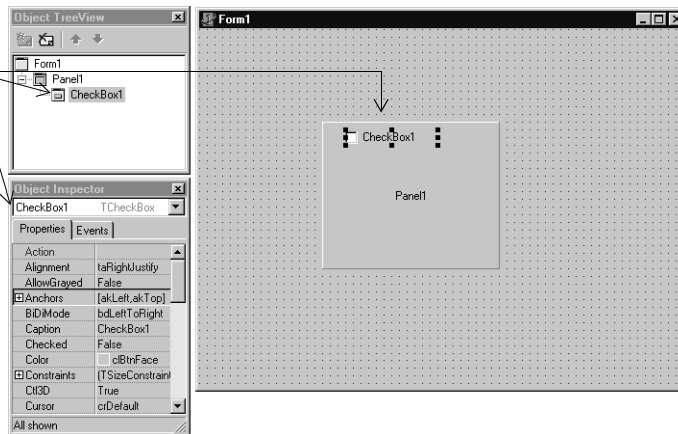 Object TreeView
Form1
Panel1
CheckBox1
Object Inspector
CheckBox1 TCheckBox
Properties Events
Action
Alignment taRightJustify
AllowGrayed False
Anchors [akLeft,akTop]
BiDiMode bdLeftToRight
Caption CheckBox1
Checked False
Color clBtnFace
Constraints (TSizeConstraint
Ctl3D True
Cursor crDefault
All shown
Form1
CheckBox1
Panel1